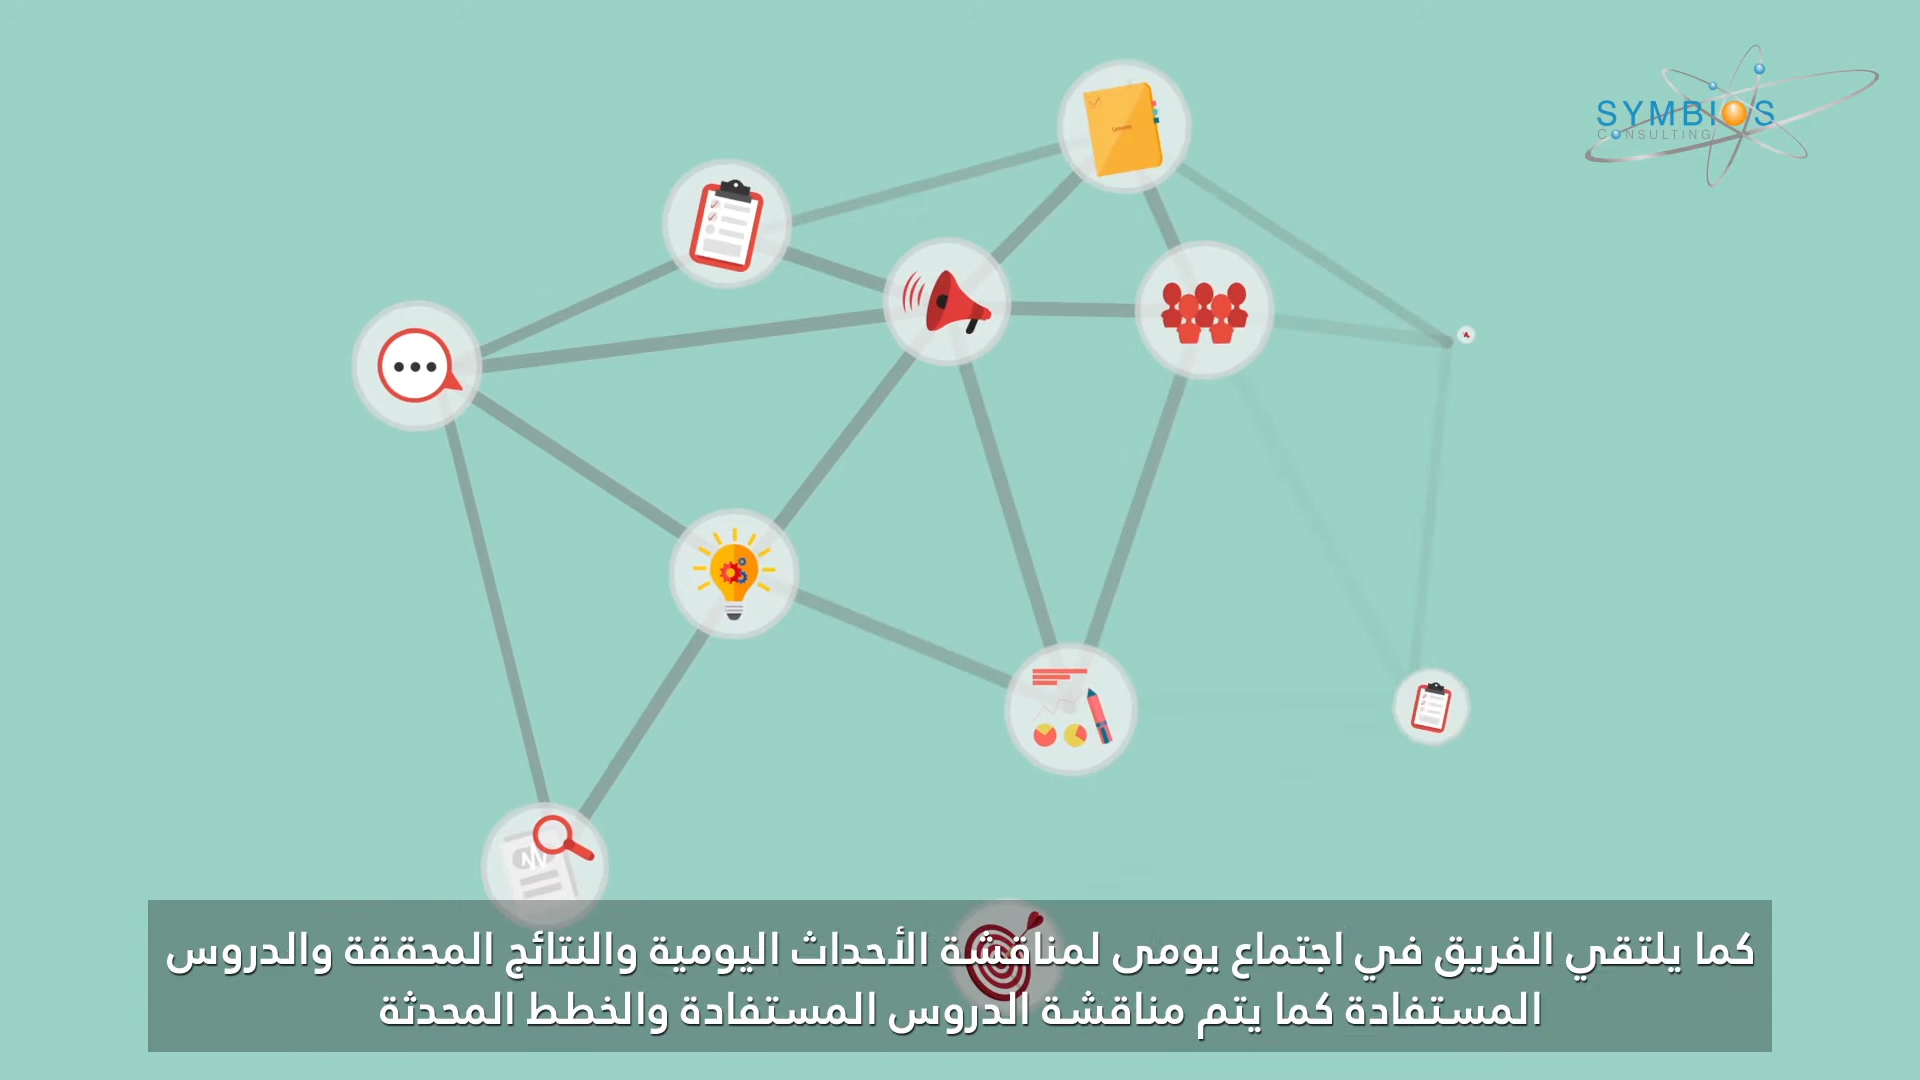 SYMBIOS
CONSULTING
Lessons
كما يلتقي الفريق في اجتماع يومى لمناقشة الأحداث اليومية والنتائج المحققة والدروس
المستفادة كما يتم مناقشة الدروس المستفادة والخطط المحدثة